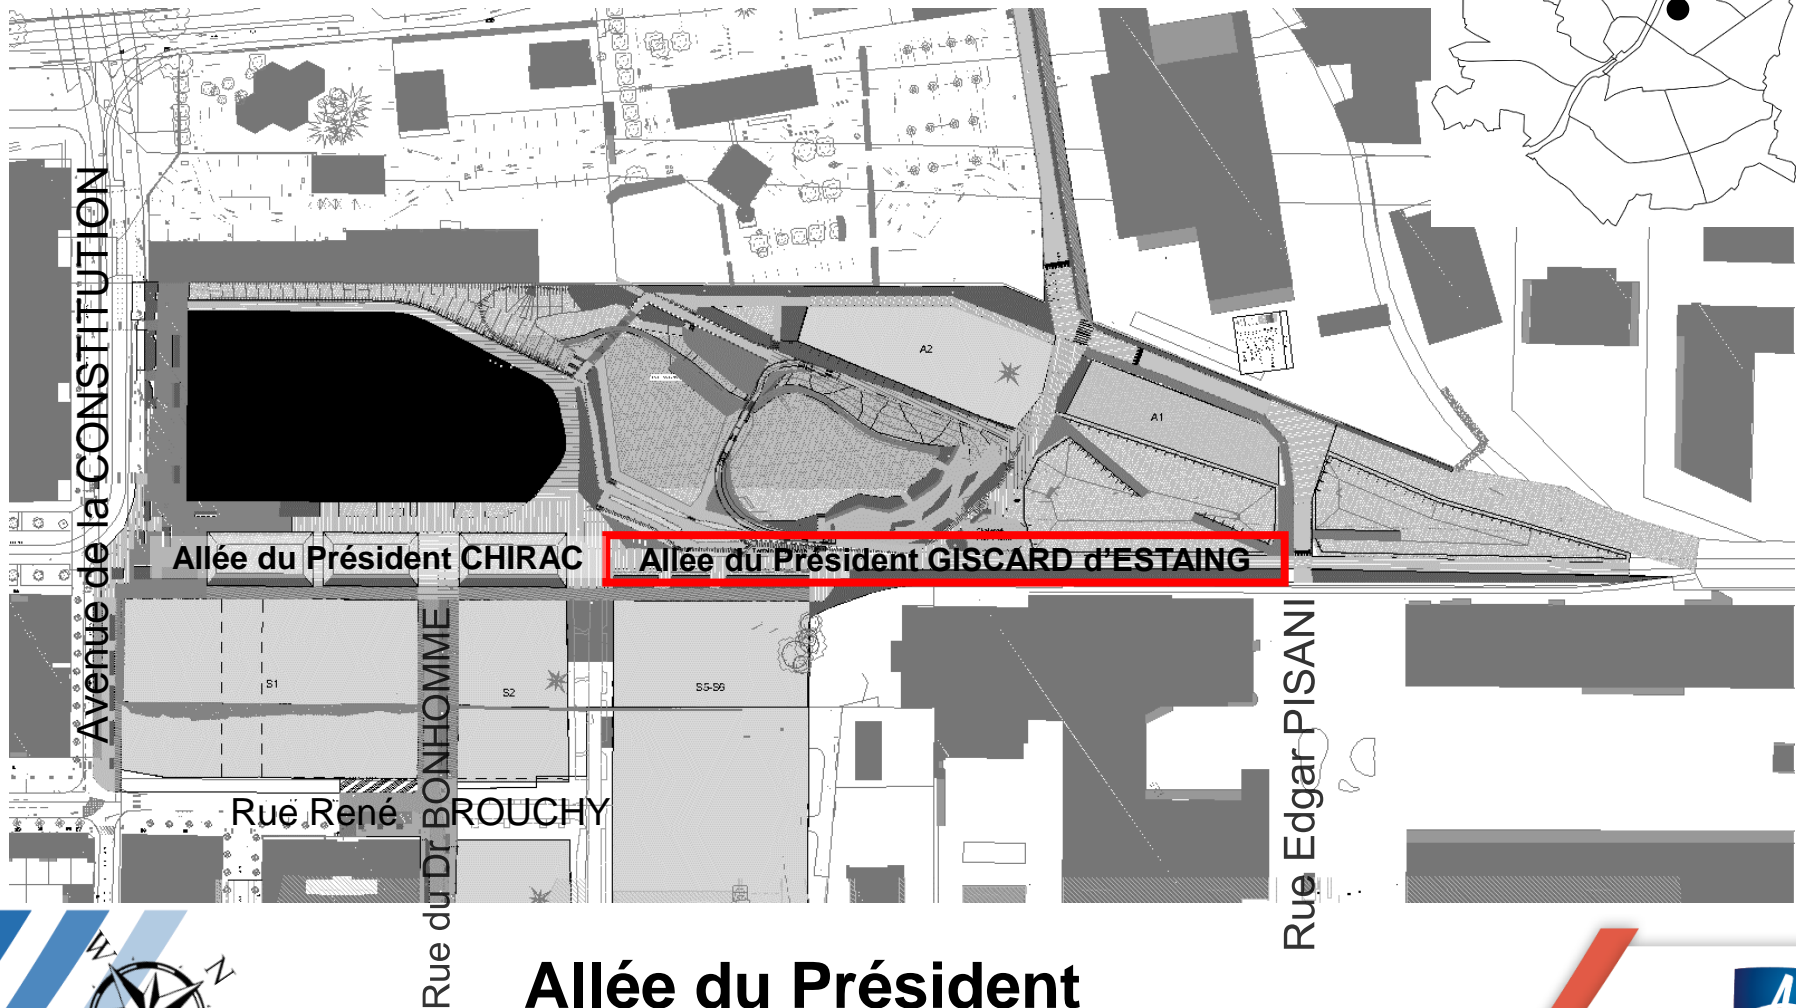 Avenue de la CONSTITUTION
A2
A1
Allée du Président CHIRAC
Allée du Président GISCARD d'ESTAING
S1
S2
S5-S6
Rue du Dr BONHOMME
Rue Edgar PISANI
Rue René ROUCHY
W
N
Allée du Président